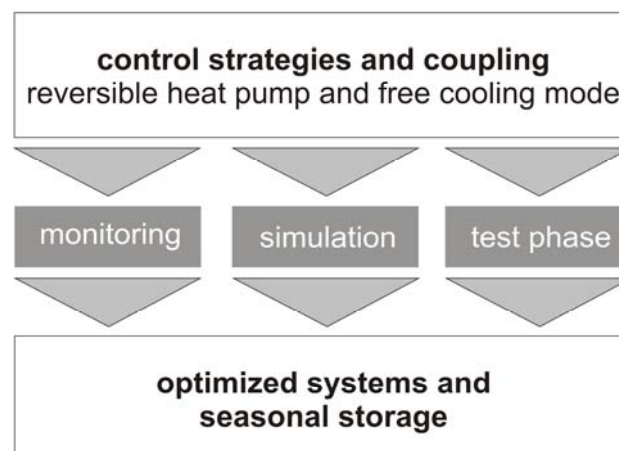 control strategies and coupling
reversible heat pump and free cooling mode
monitoring
simulation
test phase
optimized systems and
seasonal storage